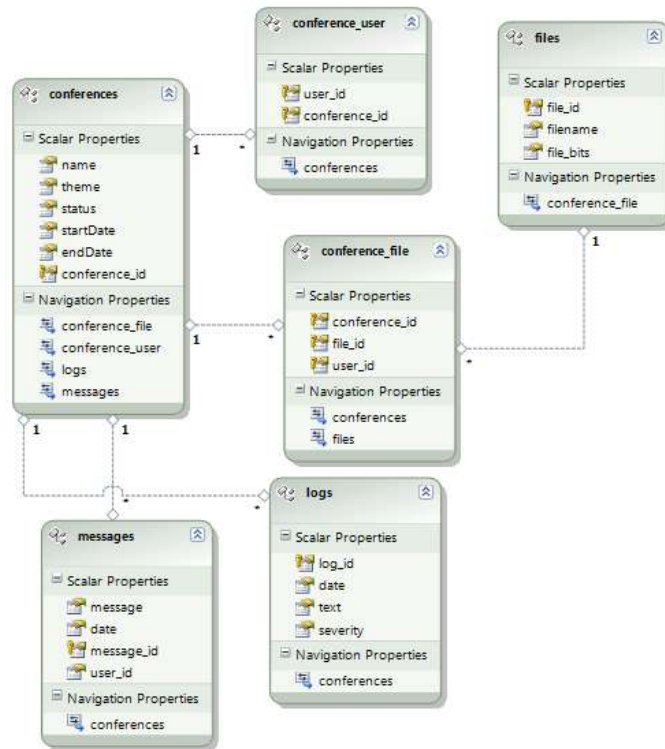 conferences
Scalar Properties
name
theme
status
startDate
endDate
conference_id
Navigation Properties
conference_file
conference_user
logs
messages
conference_user
Scalar Properties
user_id
conference_id
Navigation Properties
conferences
files
Scalar Properties
file_id
filename
file_bits
Navigation Properties
conference_file
conference_file
Scalar Properties
conference_id
file_id
user_id
Navigation Properties
conferences
files
messages
Scalar Properties
message
date
message_id
user_id
Navigation Properties
conferences
logs
Scalar Properties
log_id
date
text
severity
Navigation Properties
conferences
1
*
1
*
1
*
1
*
1
*